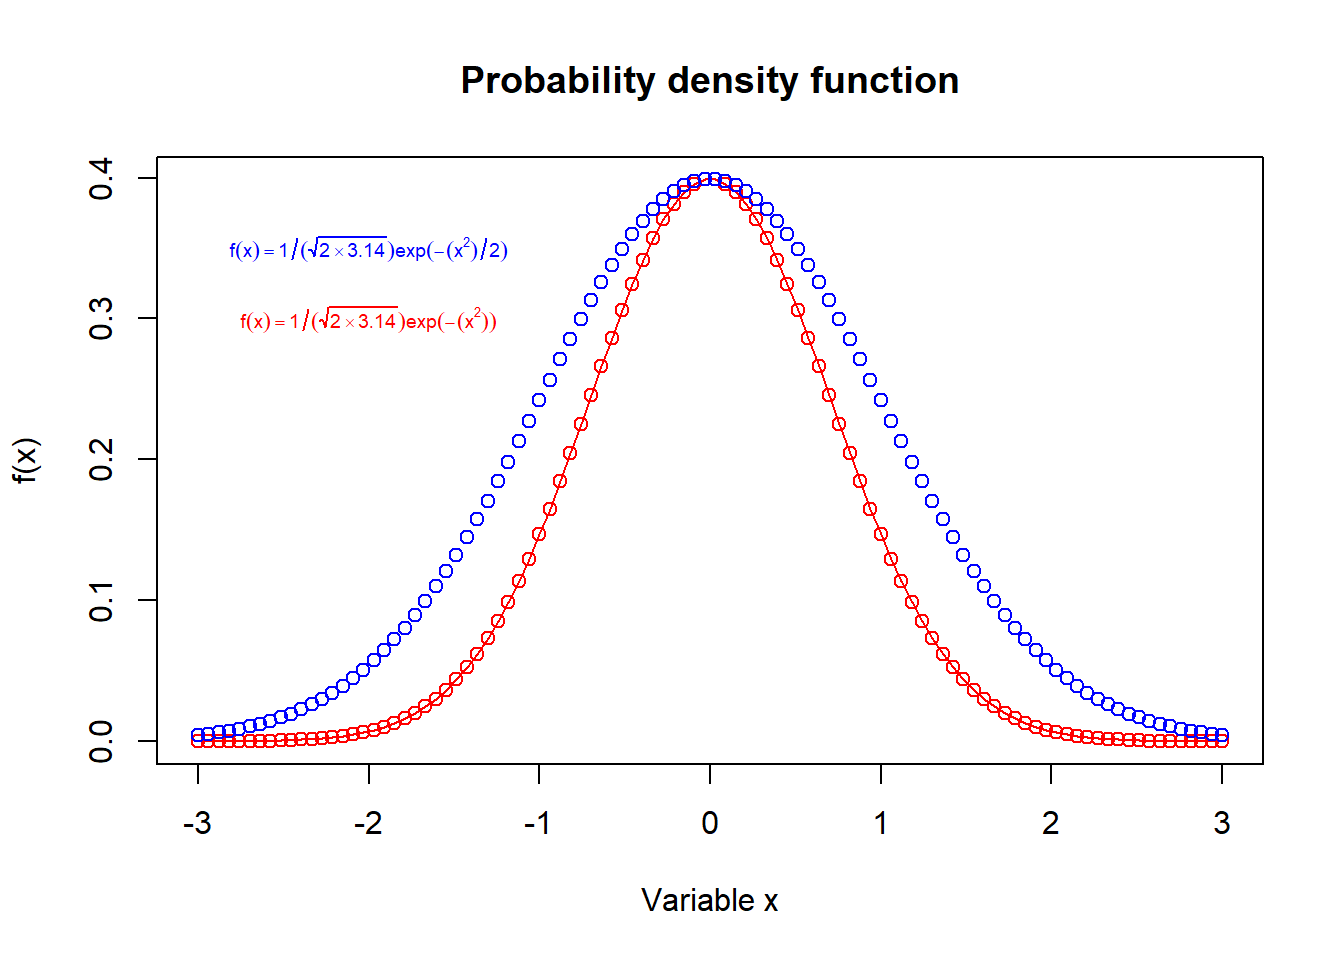 Probability density function
f(x)
0.4
0.3
0.2
0.1
0.0
f(x) = 1/(√2 × 3.14)exp(−(x²)/2)
f(x) = 1/(√2 × 3.14)exp(−(x²))
-3 -2 -1 0 1 2 3
Variable x